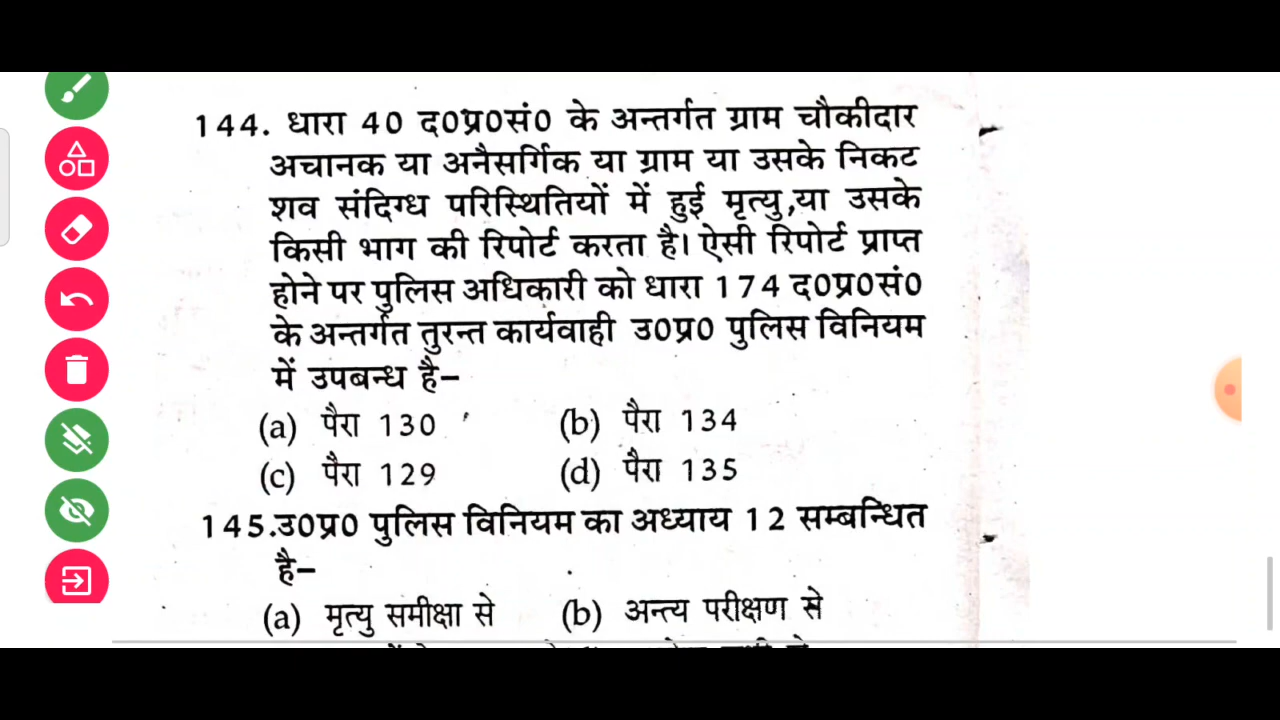 144. धारा 40 द0प्र0सं0 के अन्तर्गत ग्राम चौकीदार
अचानक या अनैसर्गिक या ग्राम या उसके निकट
शव संदिग्ध परिस्थितियों में हुई मृत्यु,या उसके
किसी भाग की रिपोर्ट करता है। ऐसी रिपोर्ट प्राप्त
होने पर पुलिस अधिकारी को धारा 174 द0प्र0सं0
के अन्तर्गत तुरन्त कार्यवाही उ0प्र0 पुलिस विनियम
में उपबन्ध है–
(a) पैरा 130 (b) पैरा 134
(c) पैरा 129 (d) पैरा 135
145.उ0प्र0 पुलिस विनियम का अध्याय 12 सम्बन्धित
है–
(a) मृत्यु समीक्षा से (b) अन्त्य परीक्षण से